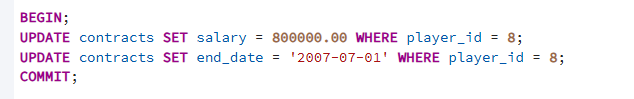 BEGIN;
UPDATE contracts SET salary = 800000.00 WHERE player_id = 8;
UPDATE contracts SET end_date = '2007-07-01' WHERE player_id = 8;
COMMIT;